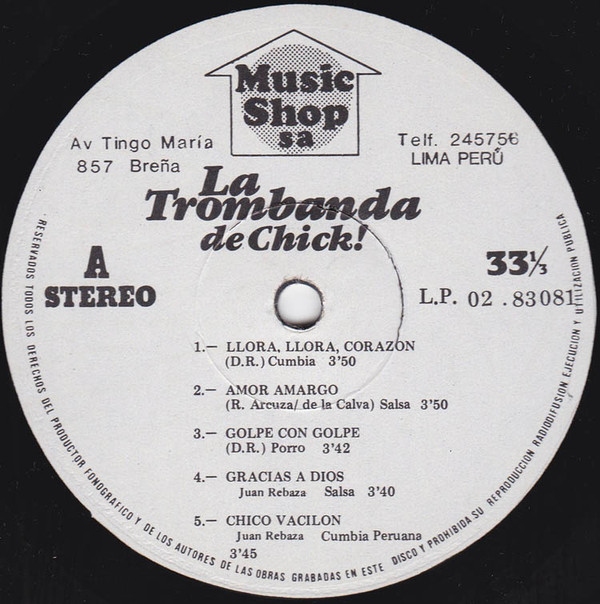 Music
Shop
sa
Av Tingo María
857 Breña
Telf. 245756
LIMA PERÚ
La
Trombanda
de Chick!
A
STEREO
33⅓
L.P. 02 . 83081
1.— LLORA, LLORA, CORAZON
(D.R.) Cumbia 3'50
2.— AMOR AMARGO
(R. Arcuza/ de la Calva) Salsa 3'50
3.— GOLPE CON GOLPE
(D.R.) Porro 3'42
4.— GRACIAS A DIOS
Juan Rebaza Salsa 3'40
5.— CHICO VACILON
Juan Rebaza Cumbia Peruana
3'45
RESERVADOS TODOS LOS DERECHOS DEL PRODUCTOR FONOGRAFICO Y DE LOS AUTORES DE LAS OBRAS GRABADAS EN ESTE DISCO Y PROHIBIDA SU REPRODUCCION RADIODIFUSION EJECUCION Y UTILIZACION PUBLICA